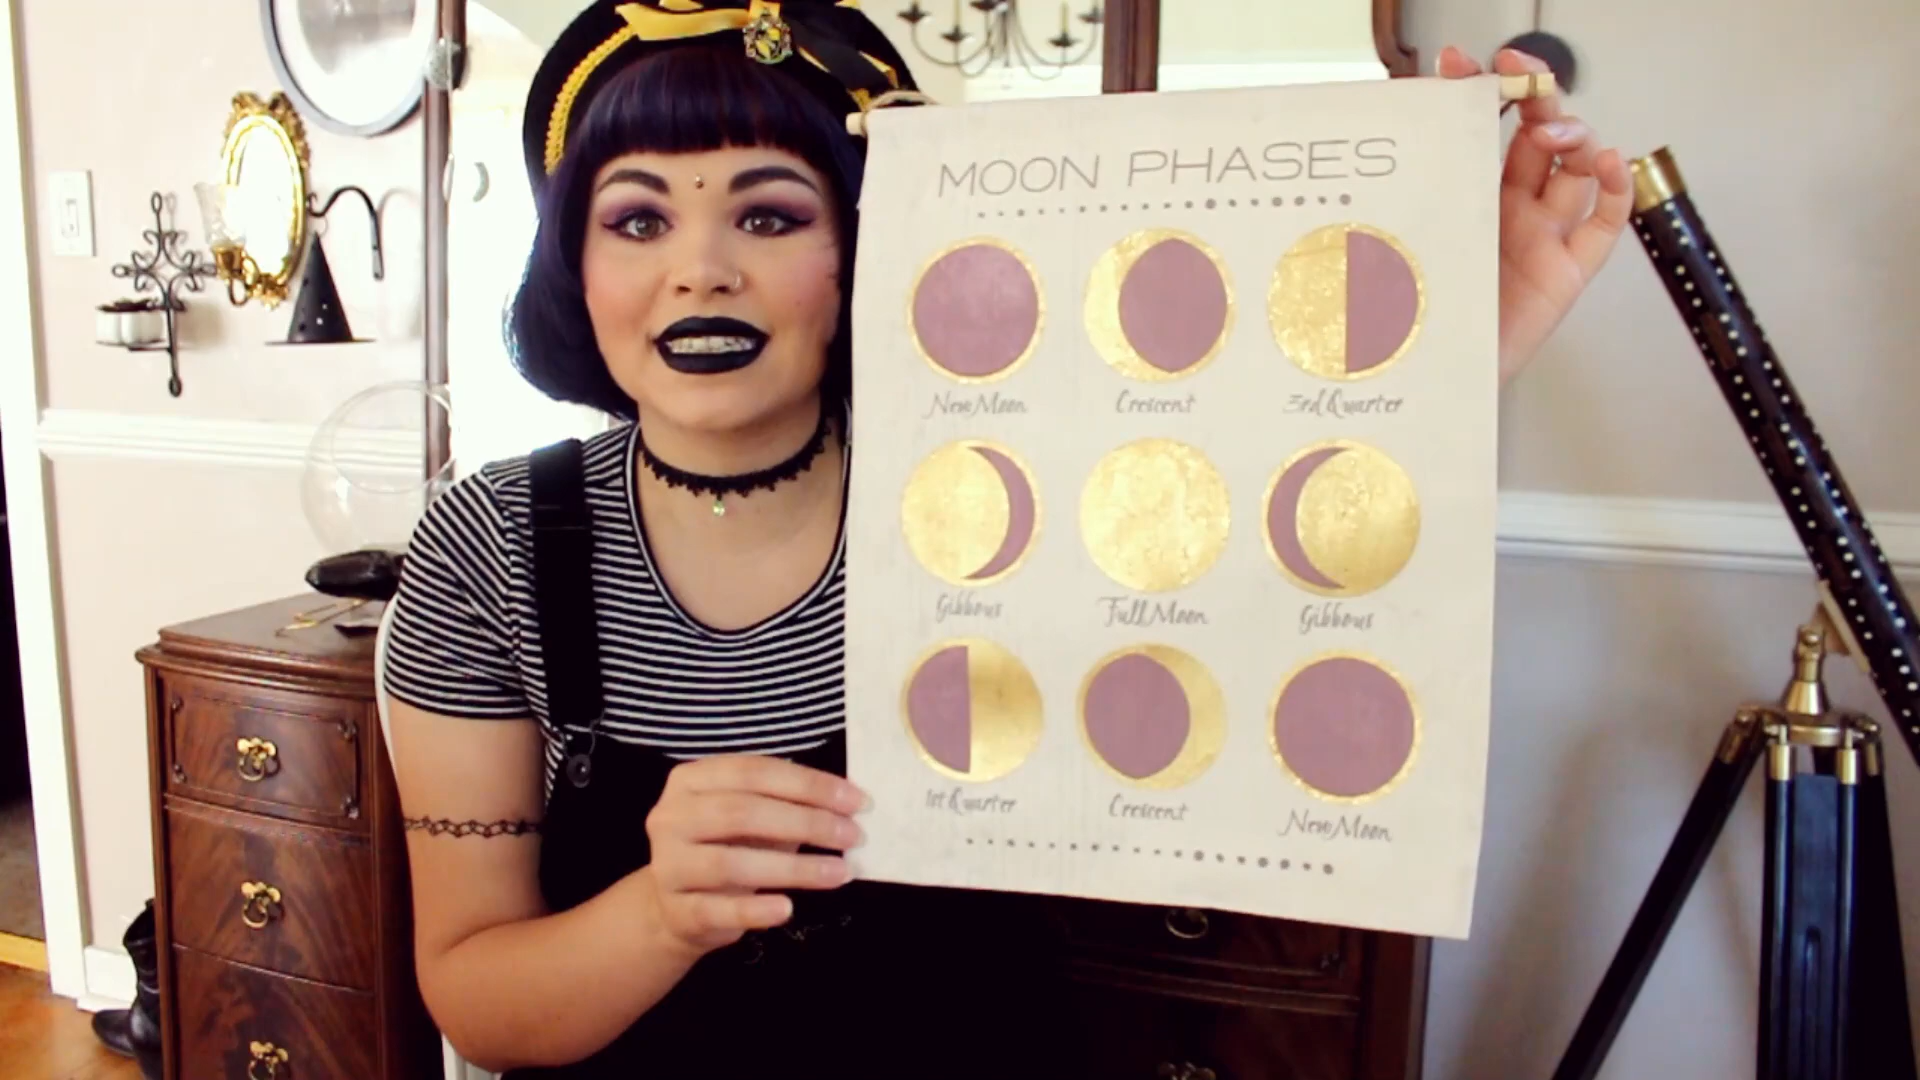 MOON PHASES
New Moon
Crescent
3rd Quarter
Gibbous
Full Moon
Gibbous
1st Quarter
Crescent
New Moon